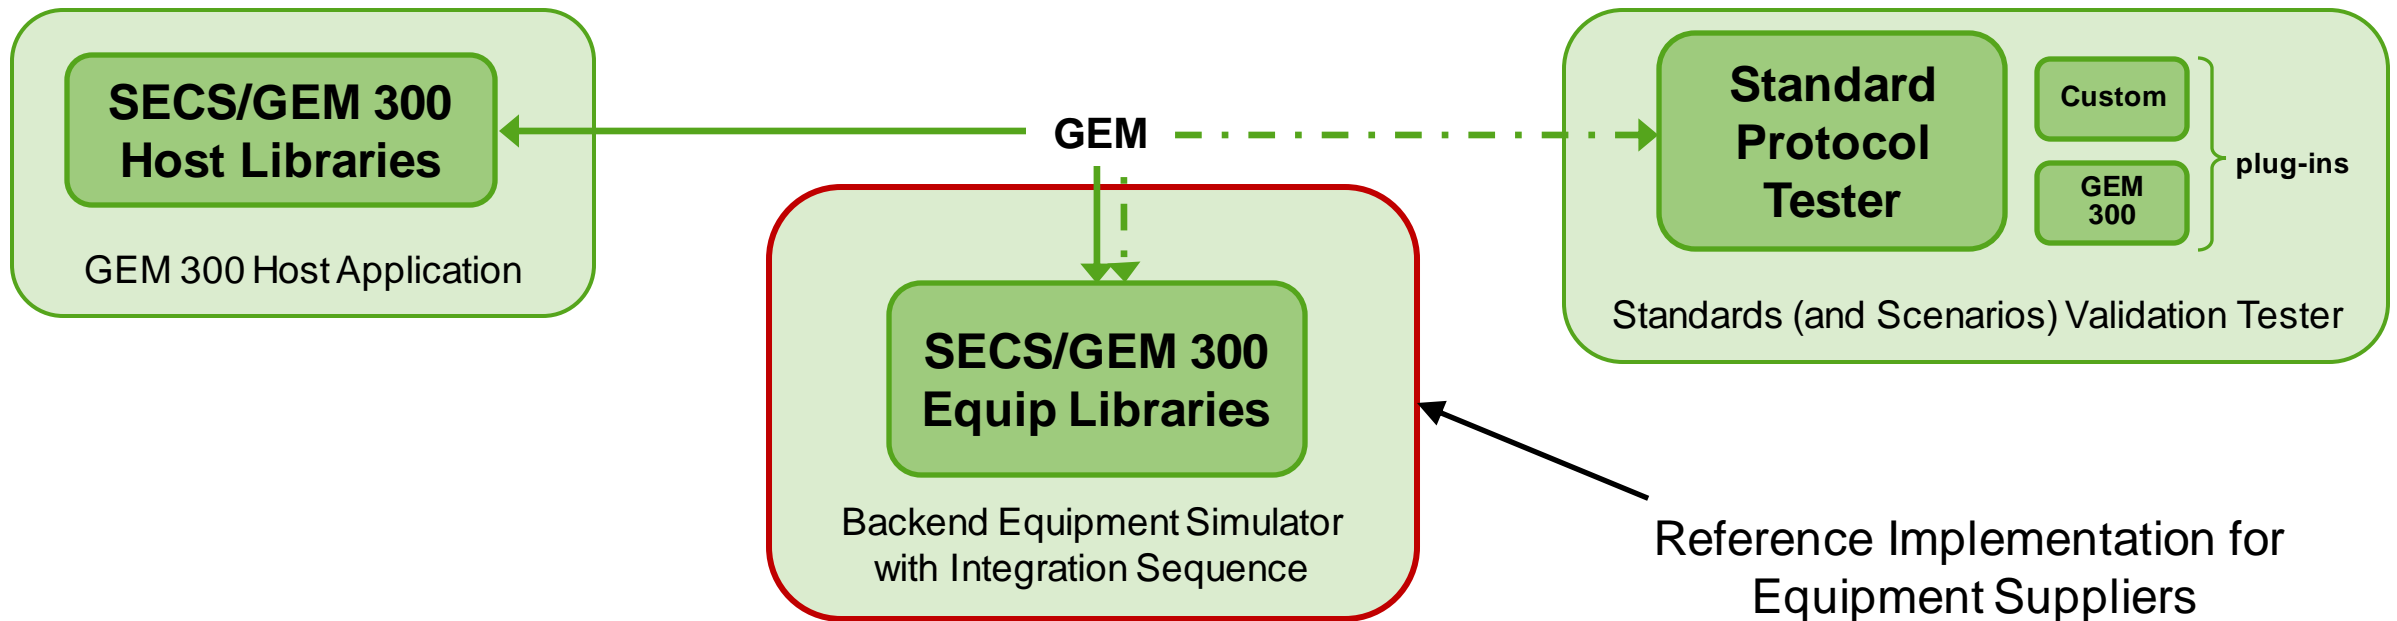 SECS/GEM 300
Host Libraries
GEM 300 Host Application
GEM
Standard
Protocol
Tester
Custom
GEM
300
plug-ins
Standards (and Scenarios) Validation Tester
SECS/GEM 300
Equip Libraries
Backend Equipment Simulator
with Integration Sequence
Reference Implementation for
Equipment Suppliers